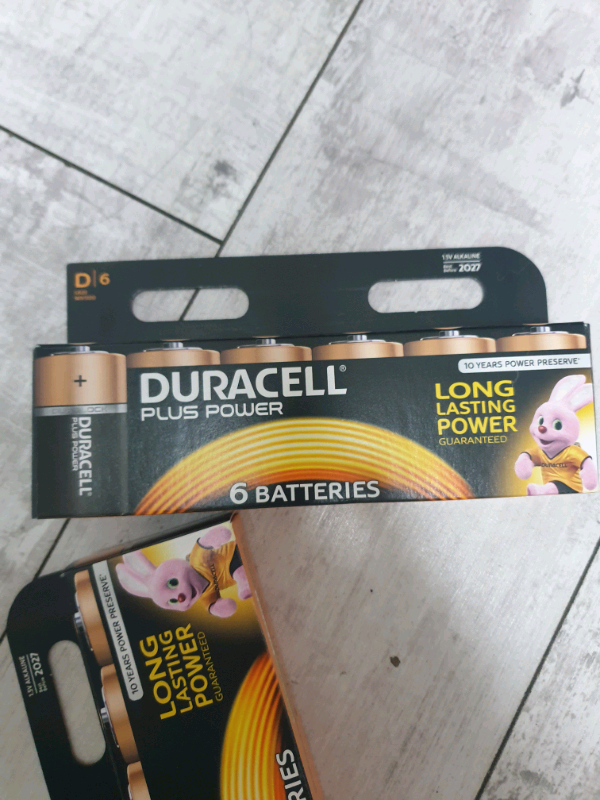 D|6
1.5V ALKALINE
2027
10 YEARS POWER PRESERVE*
+
DURACELL
PLUS POWER
DURACELL®
PLUS POWER
LONG
LASTING
POWER
GUARANTEED
DURACELL
6 BATTERIES
1.5V ALKALINE
2027
10 YEARS POWER PRESERVE*
LONG
LASTING
POWER
GUARANTEED
RIES